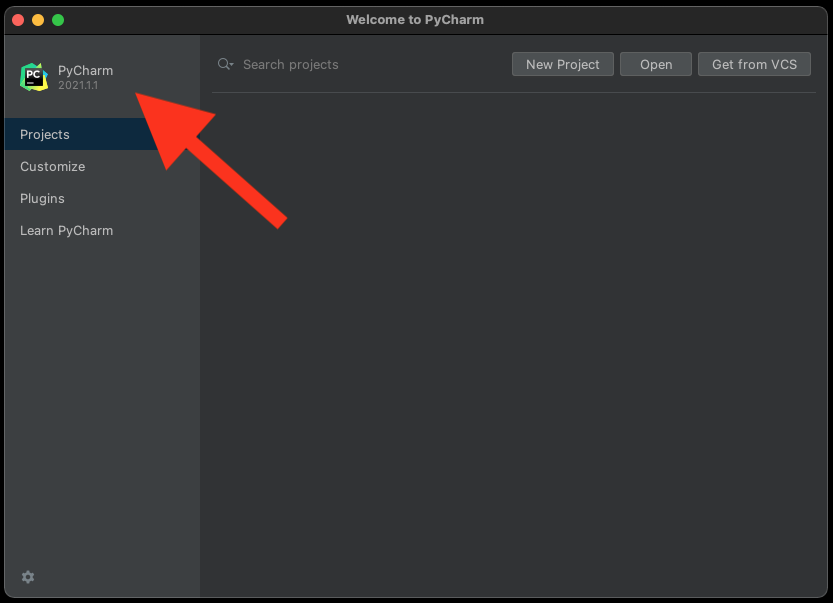 Welcome to PyCharm
PC
PyCharm
2021.1.1
Search projects
New Project
Open
Get from VCS
Projects
Customize
Plugins
Learn PyCharm